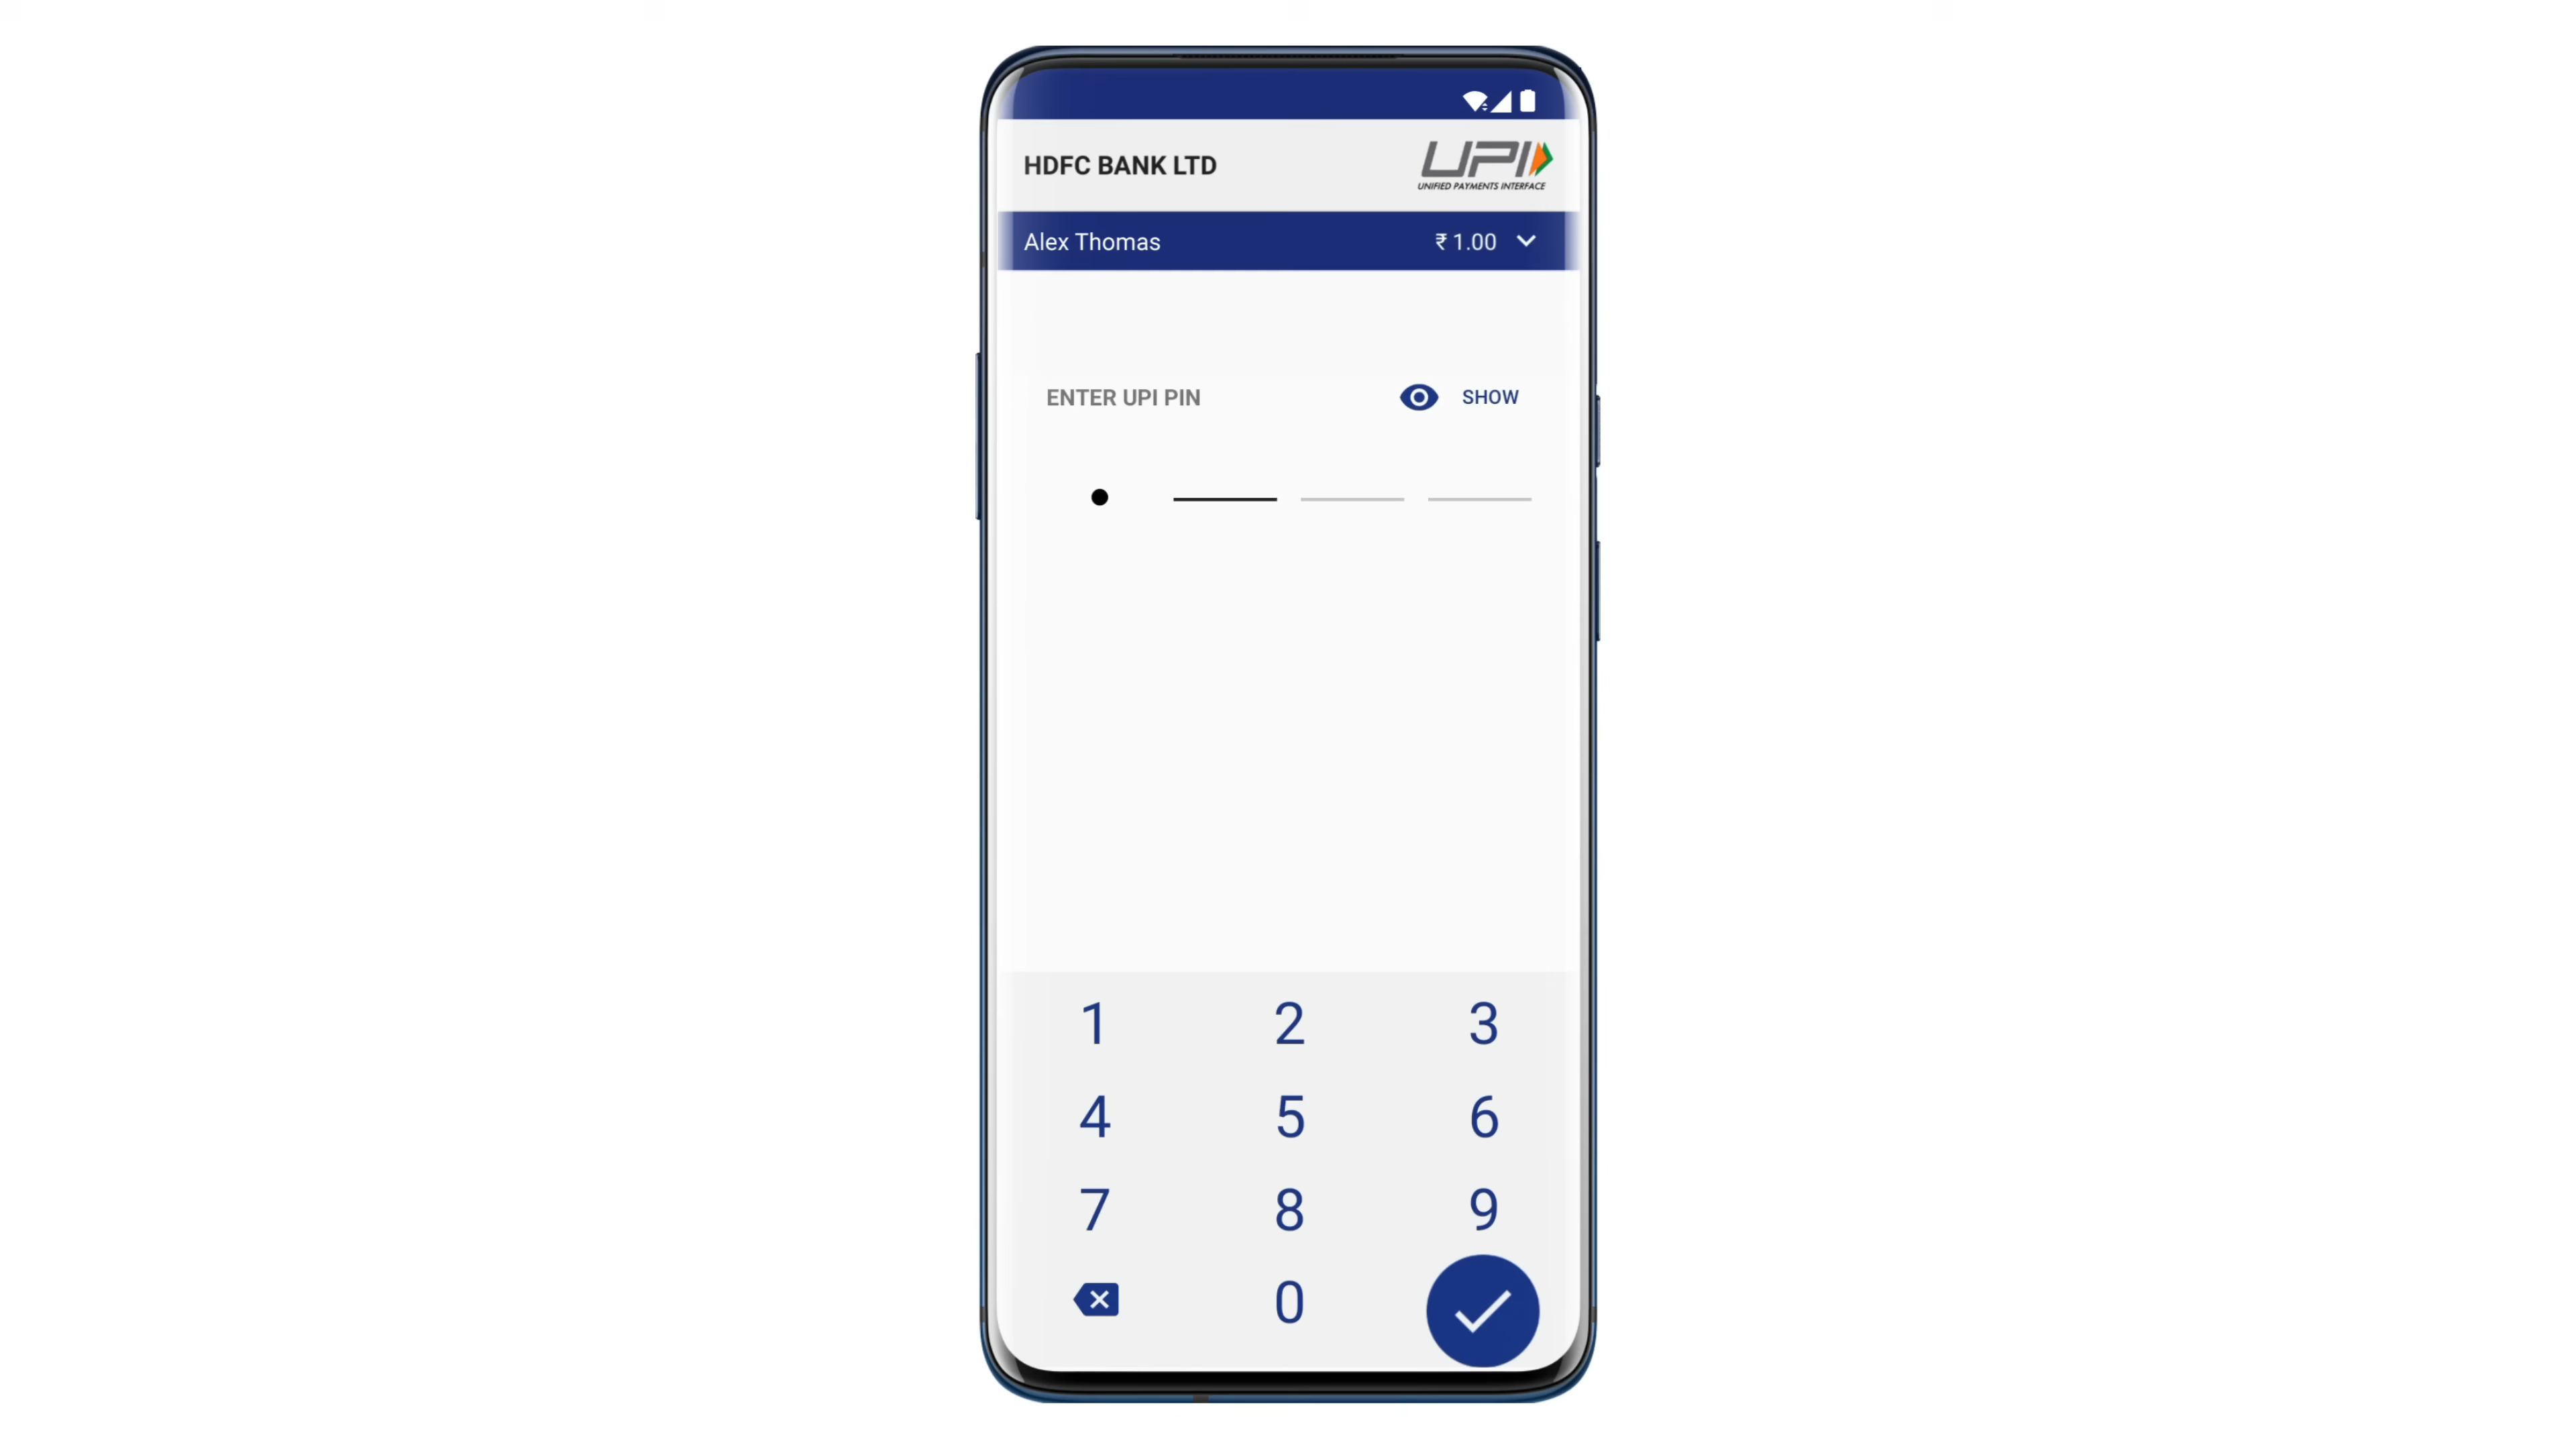 HDFC BANK LTD
UPI
UNIFIED PAYMENTS INTERFACE
Alex Thomas ₹ 1.00
ENTER UPI PIN SHOW
1 2 3
4 5 6
7 8 9
0